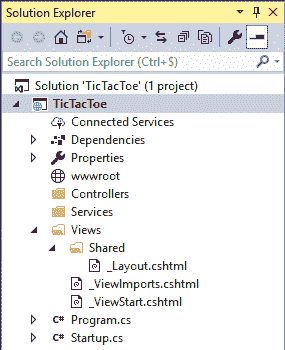 Solution Explorer
Search Solution Explorer (Ctrl+$)
Solution 'TicTacToe' (1 project)
TicTacToe
Connected Services
Dependencies
Properties
wwwroot
Controllers
Services
Views
Shared
_Layout.cshtml
_ViewImports.cshtml
_ViewStart.cshtml
C# Program.cs
C# Startup.cs